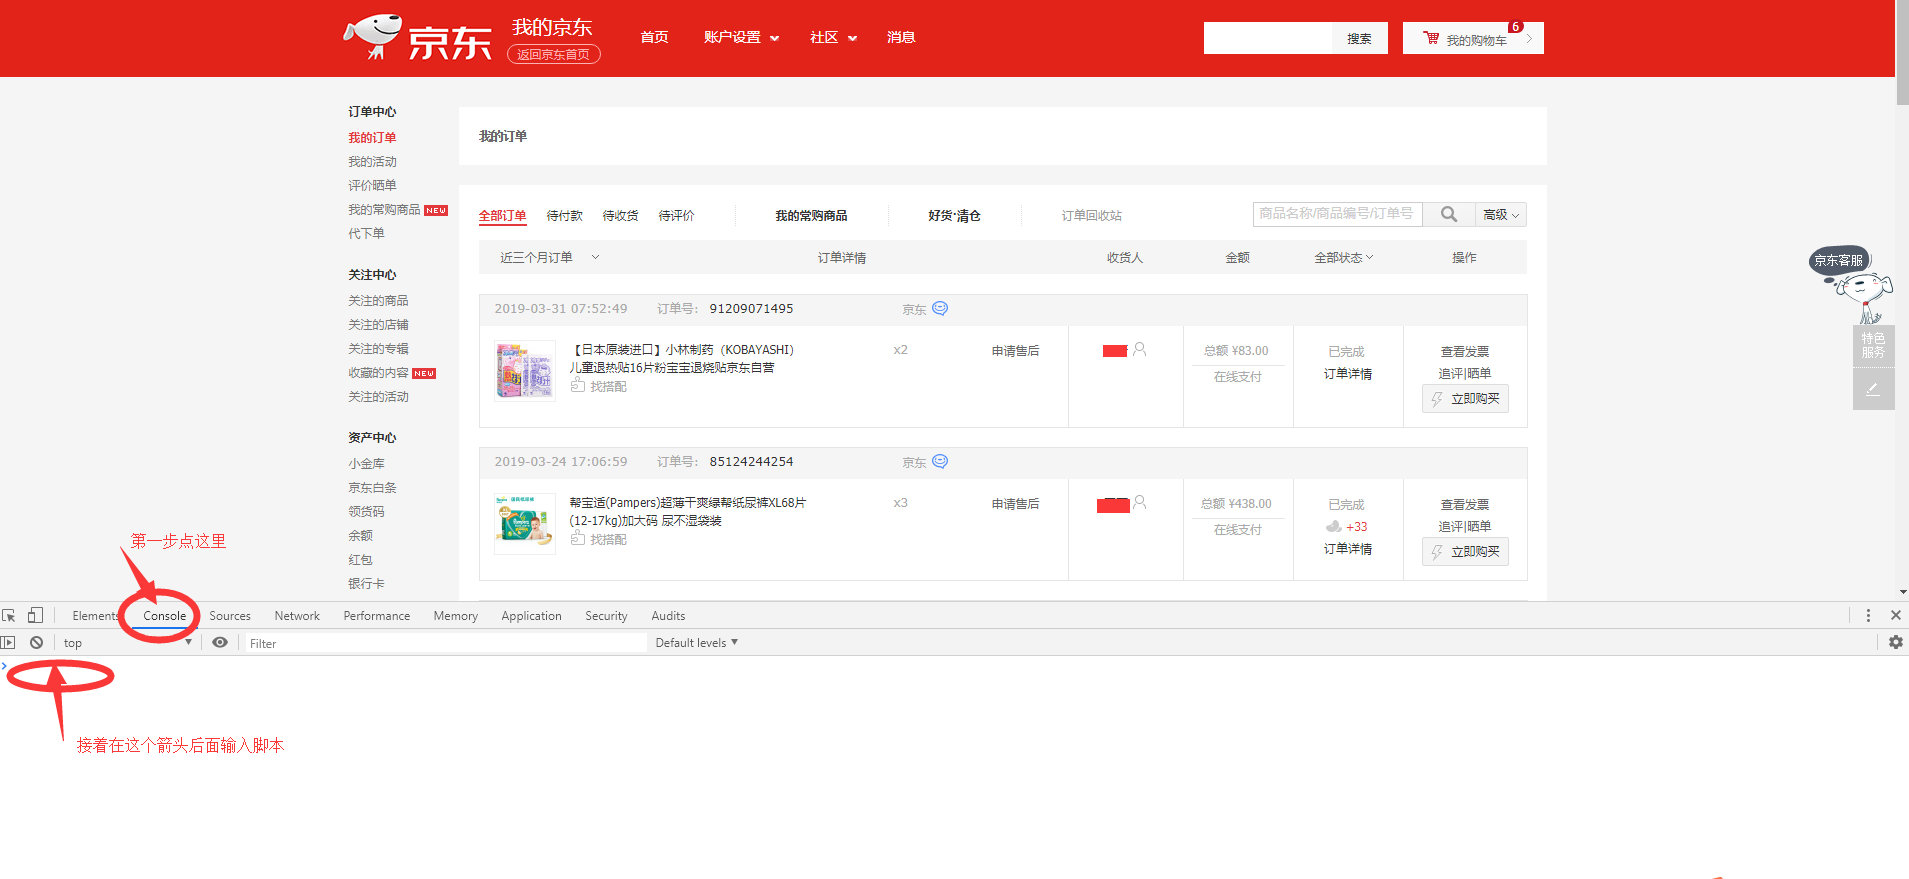 京东
我的京东
返回京东首页
首页 账户设置 社区 消息
搜索
6
我的购物车
订单中心
我的订单
我的活动
评价晒单
我的常购商品 NEW
代下单
关注中心
关注的商品
关注的店铺
关注的专辑
收藏的内容 NEW
关注的活动
资产中心
小金库
京东白条
领货码
余额
红包
银行卡
我的订单
全部订单 待付款 待收货 待评价 我的常购商品 好货·清仓 订单回收站 商品名称/商品编号/订单号 高级
近三个月订单 订单详情 收货人 金额 全部状态 操作
2019-03-31 07:52:49 订单号: 91209071495 京东
【日本原装进口】小林制药（KOBAYASHI）
儿童退热贴16片粉宝宝退烧贴京东自营
找搭配
x2 申请售后
总额 ¥83.00
在线支付
已完成
订单详情
查看发票
追评|晒单
立即购买
2019-03-24 17:06:59 订单号: 85124244254 京东
帮宝适(Pampers)超薄干爽绿帮纸尿裤XL68片
(12-17kg)加大码 尿不湿袋装
找搭配
x3 申请售后
总额 ¥438.00
在线支付
已完成
+33
订单详情
查看发票
追评|晒单
立即购买
京东客服
特色
服务
第一步点这里
Elements Console Sources Network Performance Memory Application Security Audits
top Filter Default levels
接着在这个箭头后面输入脚本